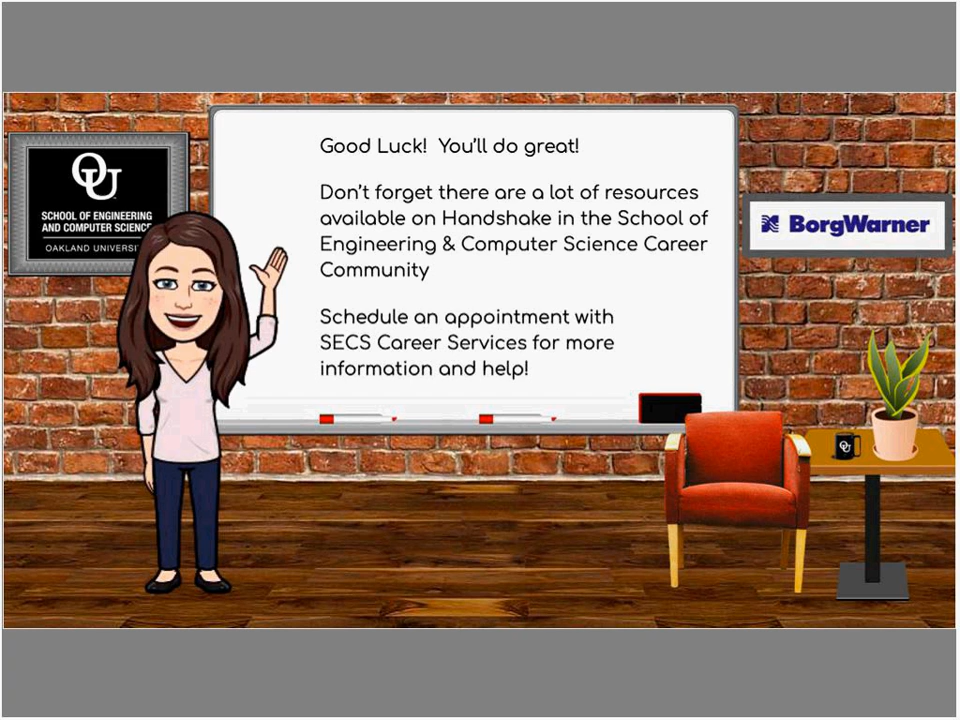 Good Luck!  You'll do great!
Don't forget there are a lot of resources
available on Handshake in the School of
Engineering & Computer Science Career
Community
Schedule an appointment with
SECS Career Services for more
information and help!
OU
SCHOOL OF ENGINEERING
AND COMPUTER SCIENCE
OAKLAND UNIVERSI
BorgWarner
OU